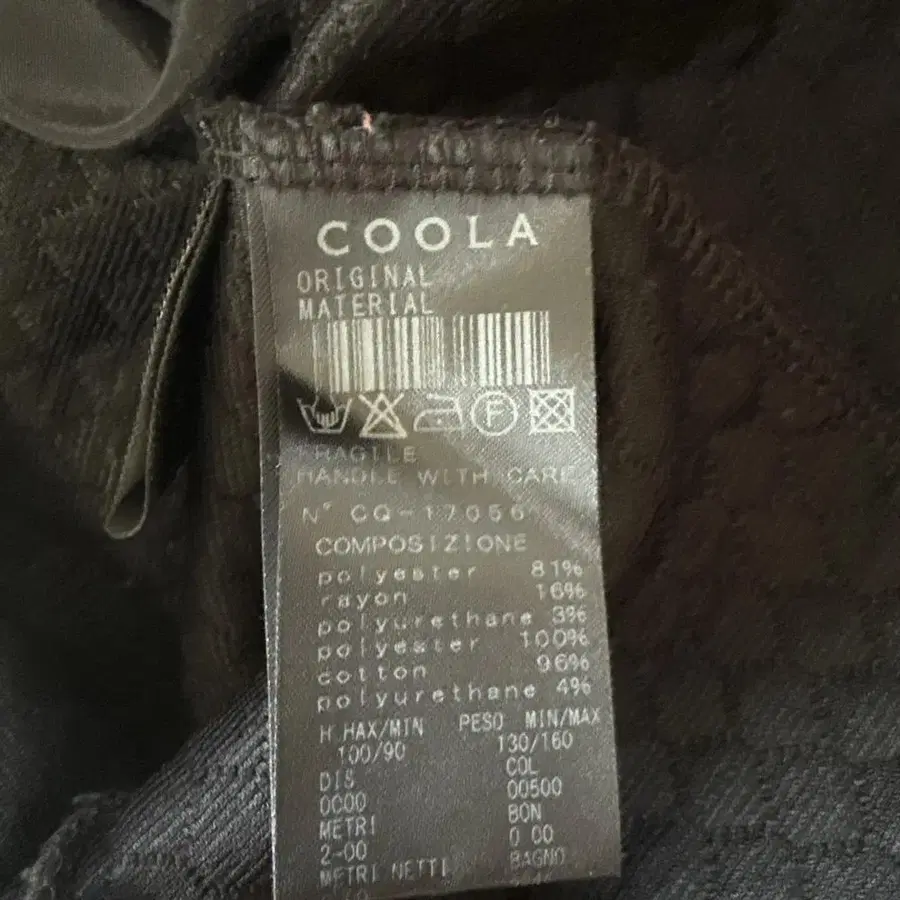 COOLA
ORIGINAL
MATERIAL
F
FRAGILE
HANDLE WITH CARE
N° CQ-17056
COMPOSIZIONE
polyester 81%
rayon 16%
polyurethane 3%
polyester 100%
cotton 96%
polyurethane 4%
H HAX/MIN PESO MIN/MAX
100/90 130/160
DIS COL
0C00 00500
METRI BON
2-00 0 00
METRI NETTI BAGNO